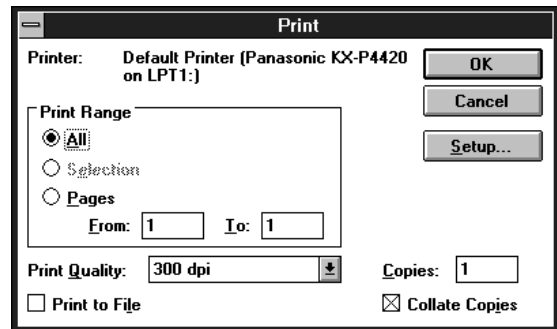 Print
Printer: Default Printer (Panasonic KX-P4420
on LPT1:)
OK
Cancel
Setup...
Print Range
All
Selection
Pages
From: 1 To: 1
Print Quality: 300 dpi
Copies: 1
Print to File
Collate Copies